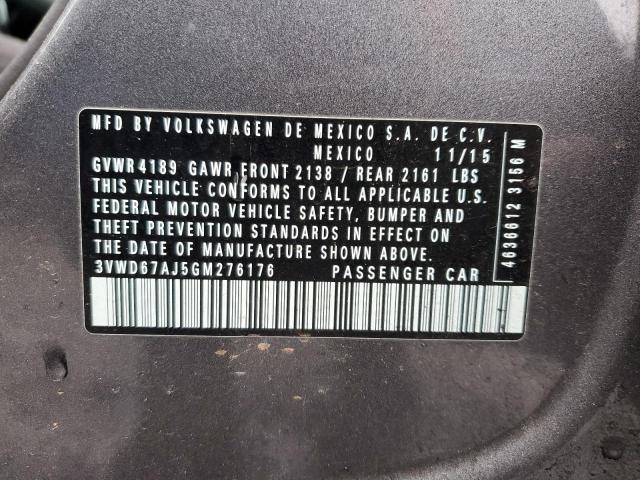 MFD BY VOLKSWAGEN DE MEXICO S.A. DE C.V.
MEXICO 11/15
GVWR 4189 GAWR FRONT 2138 / REAR 2161 LBS
THIS VEHICLE CONFORMS TO ALL APPLICABLE U.S.
FEDERAL MOTOR VEHICLE SAFETY, BUMPER AND
THEFT PREVENTION STANDARDS IN EFFECT ON
THE DATE OF MANUFACTURE SHOWN ABOVE.
3VWD67AJ5GM276176 PASSENGER CAR
4636612 3156 M